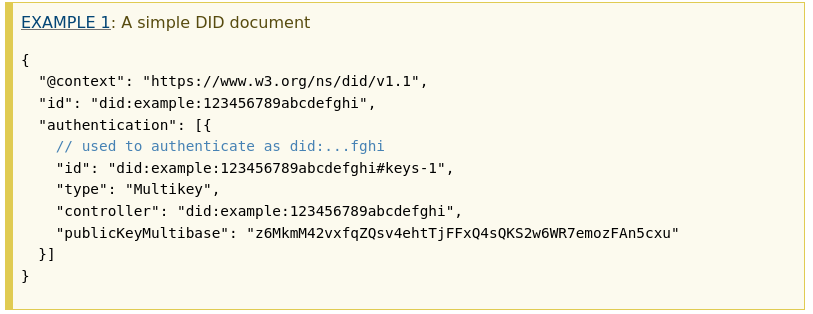 EXAMPLE 1: A simple DID document
{
  "@context": "https://www.w3.org/ns/did/v1.1",
  "id": "did:example:123456789abcdefghi",
  "authentication": [{
    // used to authenticate as did:...fghi
    "id": "did:example:123456789abcdefghi#keys-1",
    "type": "Multikey",
    "controller": "did:example:123456789abcdefghi",
    "publicKeyMultibase": "z6MkmM42vxfqZQsv4ehtTjFFxQ4sQKS2w6WR7emozFAn5cxu"
  }]
}